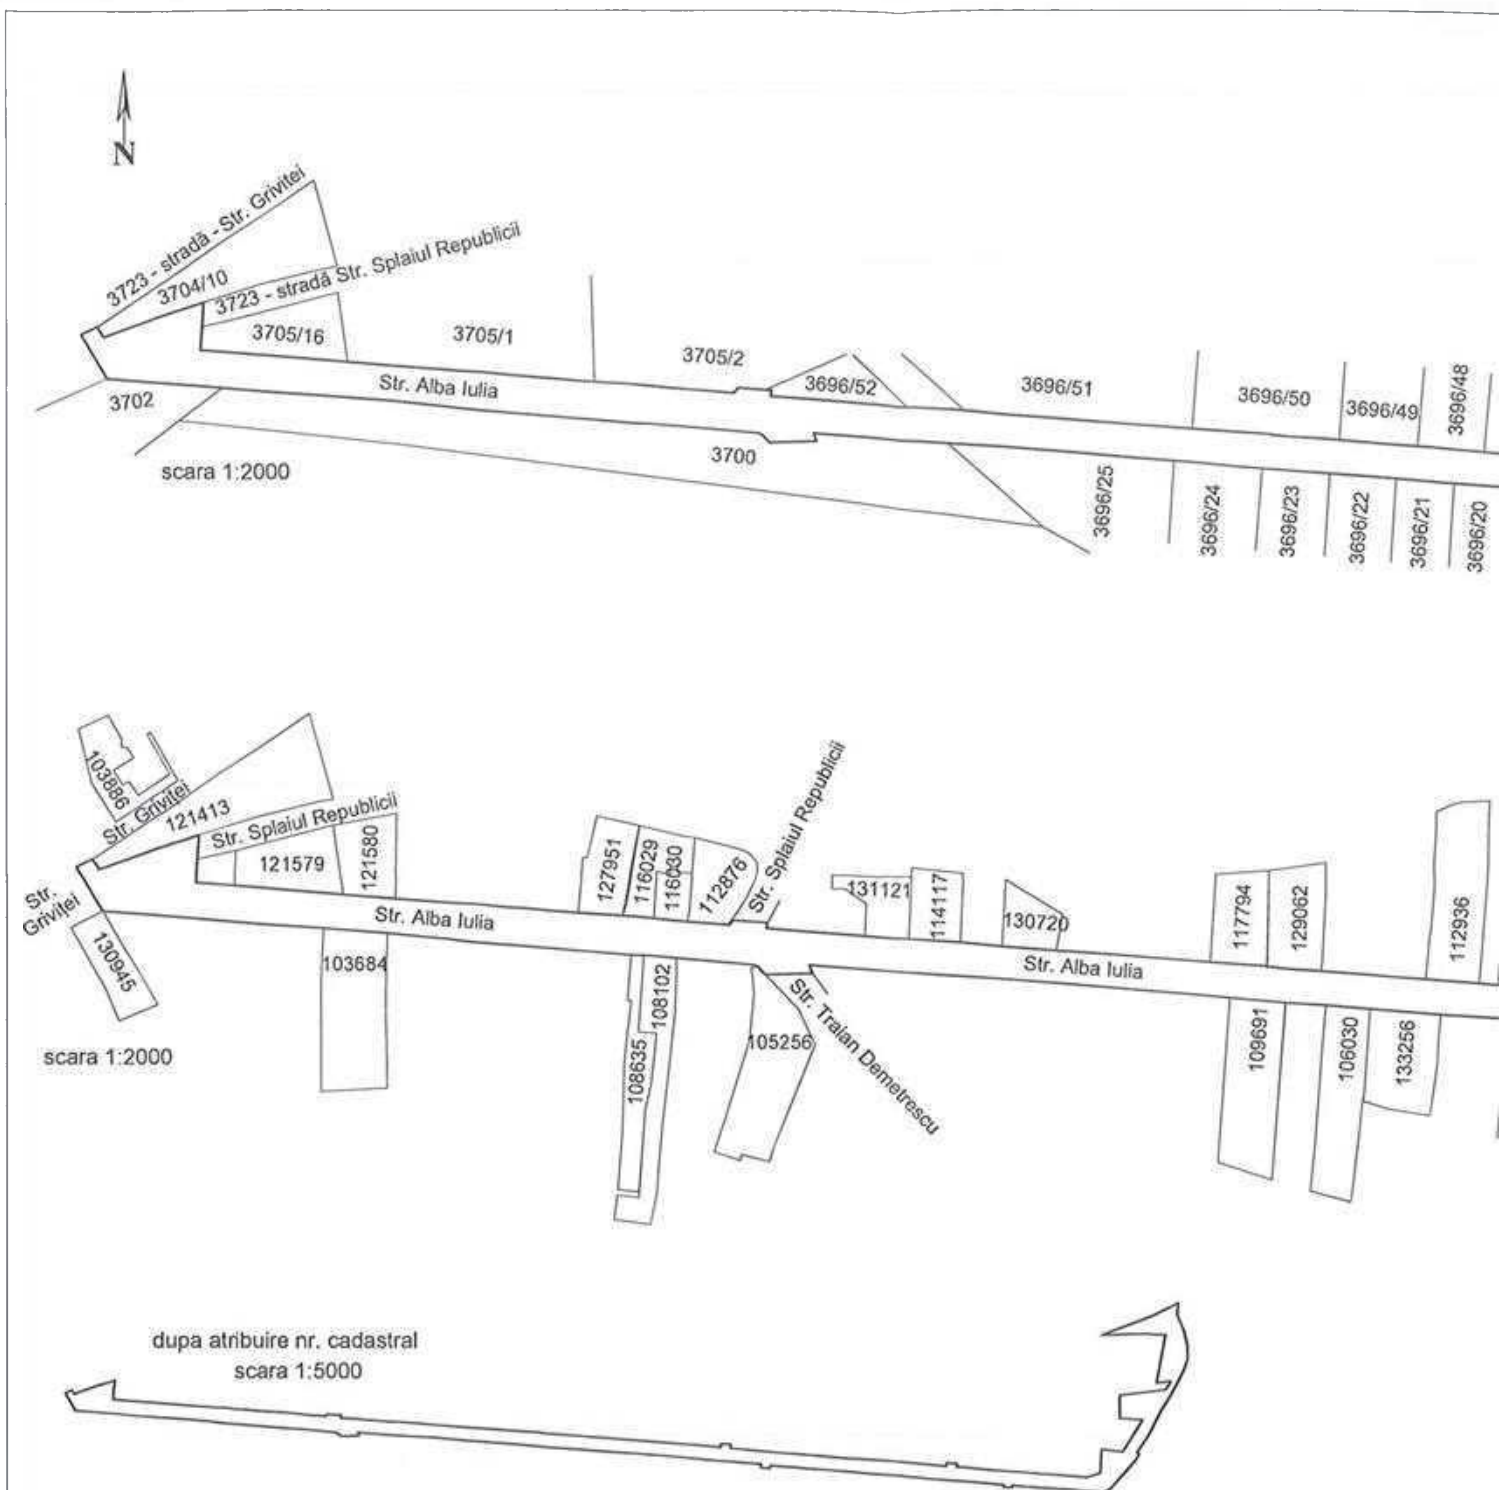 N
3723 - stradă - Str. Griviței
3704/10
3723 - stradă Str. Splaiul Republicii
3705/16
3705/1
3705/2
3696/52
3696/51
3696/50
3696/49
3696/48
Str. Alba Iulia
3702
3700
scara 1:2000
3696/25
3696/24
3696/23
3696/22
3696/21
3696/20
103886
Str. Griviței
121413
Str. Splaiul Republicii
121579
121580
127951
116029
116030
112876
Str. Splaiul Republicii
131121
114117
130720
117794
129062
112936
Str.
Griviței
Str. Alba Iulia
Str. Alba Iulia
130945
103684
108635
108102
105256
Str. Traian Demetrescu
109691
106030
133256
scara 1:2000
dupa atribuire nr. cadastral
scara 1:5000